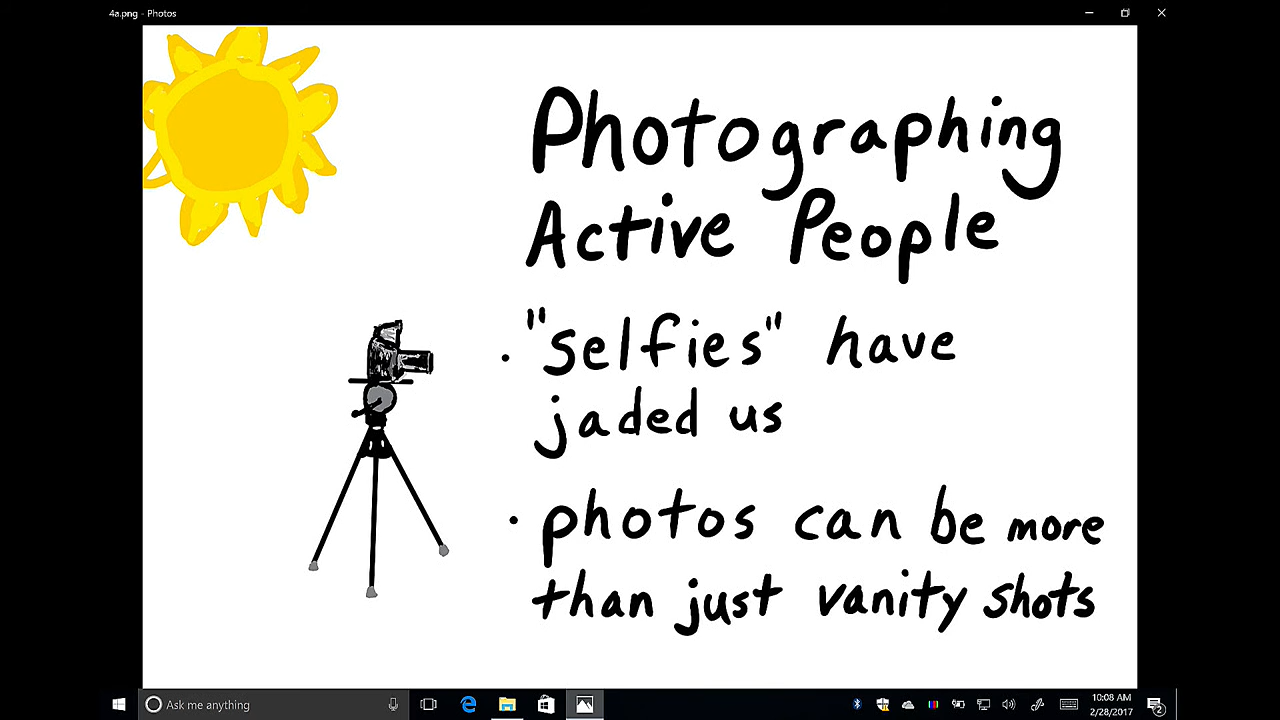 4a.png - Photos
Photographing
Active People
• "selfies" have
jaded us
• photos can be more
than just vanity shots
Ask me anything
10:08 AM
2/28/2017
2